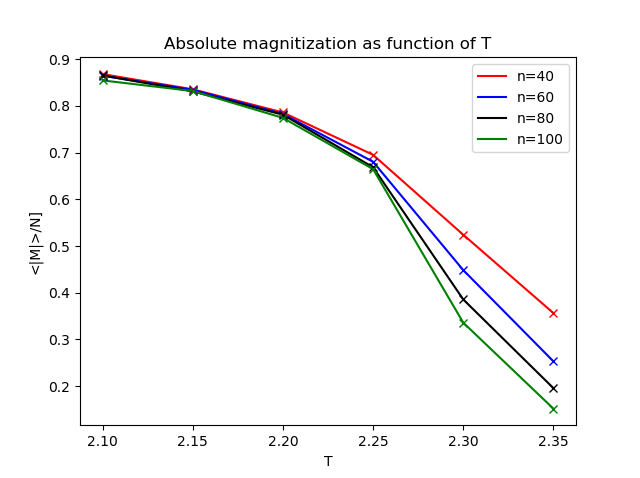 Absolute magnitization as function of T
<|M|>/N]
0.9
0.8
0.7
0.6
0.5
0.4
0.3
0.2
n=40
n=60
n=80
n=100
2.10 2.15 2.20 2.25 2.30 2.35
T